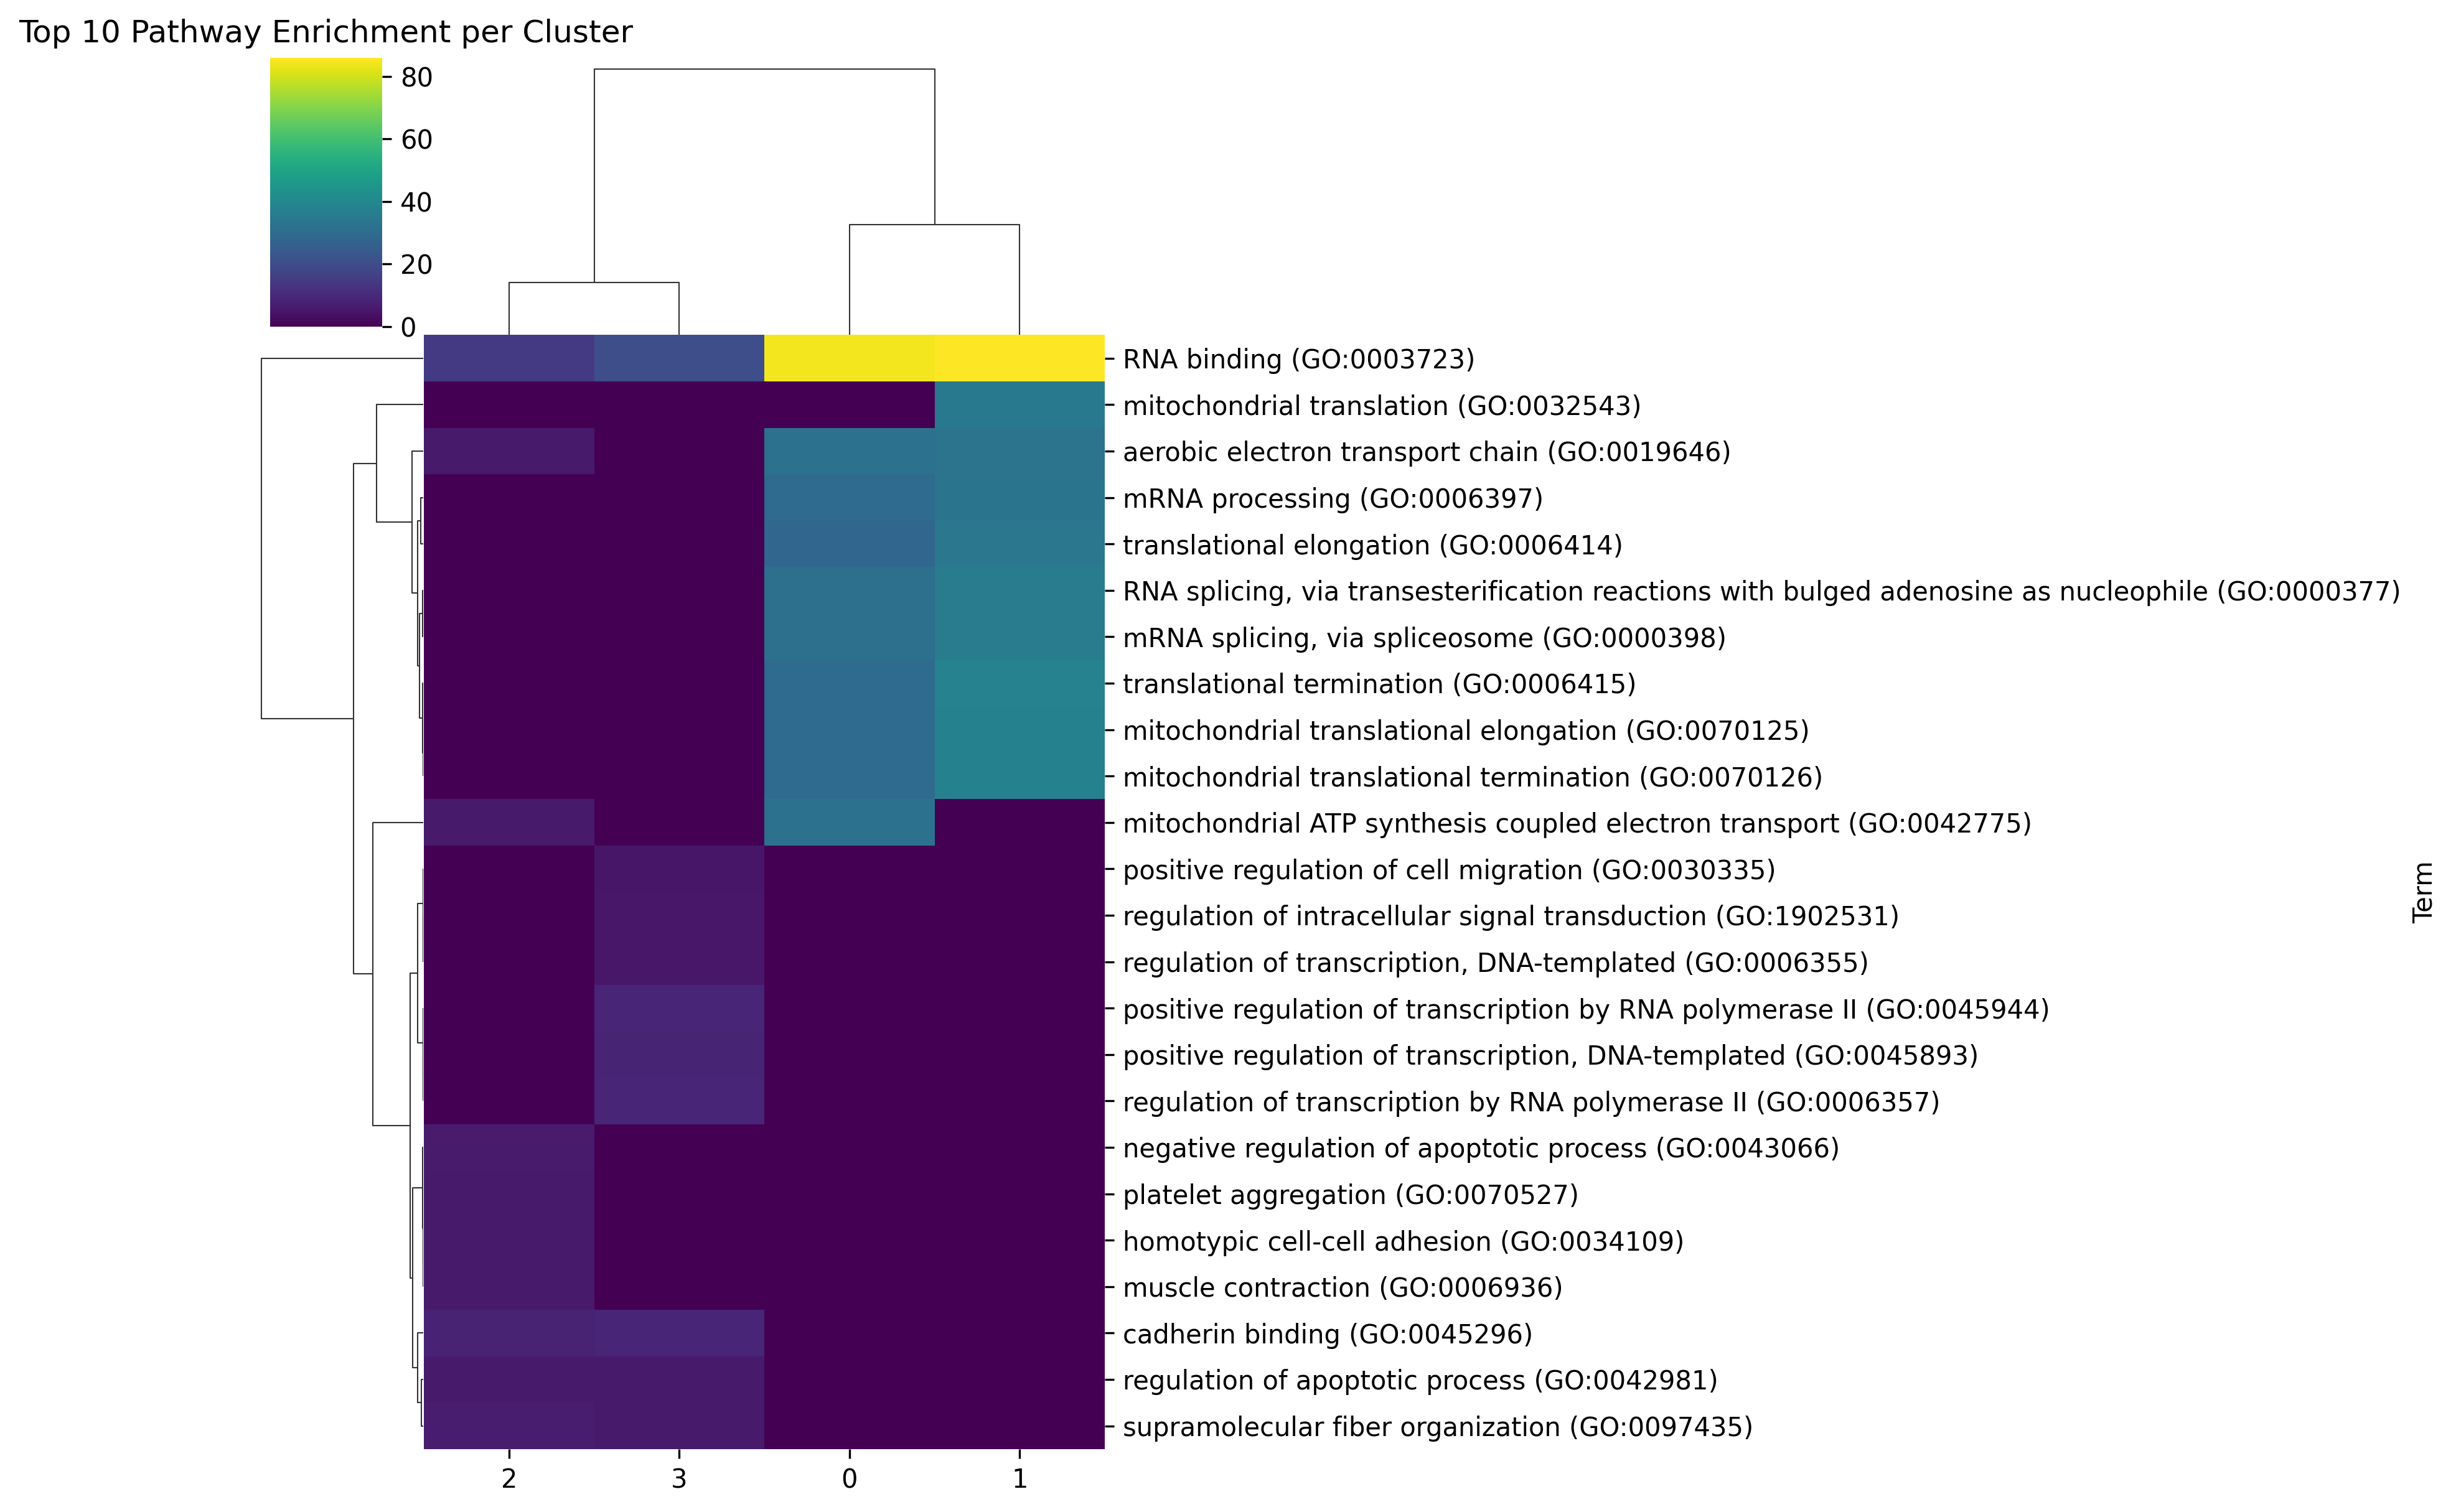 Top 10 Pathway Enrichment per Cluster
80
60
40
20
0
RNA binding (GO:0003723)
mitochondrial translation (GO:0032543)
aerobic electron transport chain (GO:0019646)
mRNA processing (GO:0006397)
translational elongation (GO:0006414)
RNA splicing, via transesterification reactions with bulged adenosine as nucleophile (GO:0000377)
mRNA splicing, via spliceosome (GO:0000398)
translational termination (GO:0006415)
mitochondrial translational elongation (GO:0070125)
mitochondrial translational termination (GO:0070126)
mitochondrial ATP synthesis coupled electron transport (GO:0042775)
positive regulation of cell migration (GO:0030335)
regulation of intracellular signal transduction (GO:1902531)
regulation of transcription, DNA-templated (GO:0006355)
positive regulation of transcription by RNA polymerase II (GO:0045944)
positive regulation of transcription, DNA-templated (GO:0045893)
regulation of transcription by RNA polymerase II (GO:0006357)
negative regulation of apoptotic process (GO:0043066)
platelet aggregation (GO:0070527)
homotypic cell-cell adhesion (GO:0034109)
muscle contraction (GO:0006936)
cadherin binding (GO:0045296)
regulation of apoptotic process (GO:0042981)
supramolecular fiber organization (GO:0097435)
Term
2 3 0 1